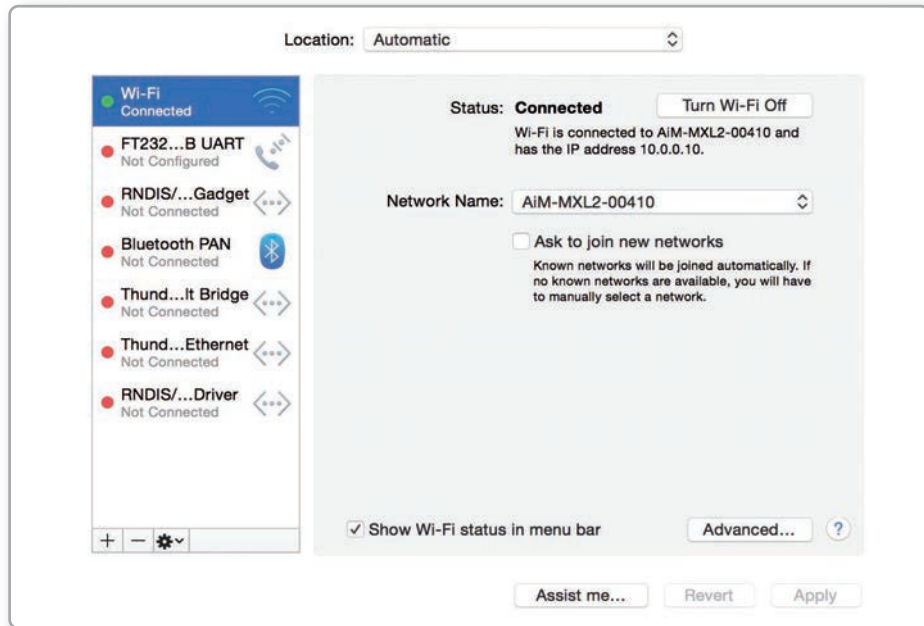 Location: Automatic
Wi-Fi
Connected
FT232...B UART
Not Configured
RNDIS/...Gadget
Not Connected
Bluetooth PAN
Not Connected
Thund...lt Bridge
Not Connected
Thund...Ethernet
Not Connected
RNDIS/...Driver
Not Connected
Status: Connected
Turn Wi-Fi Off
Wi-Fi is connected to AiM-MXL2-00410 and
has the IP address 10.0.0.10.
Network Name: AiM-MXL2-00410
Ask to join new networks
Known networks will be joined automatically. If
no known networks are available, you will have
to manually select a network.
Show Wi-Fi status in menu bar
Advanced...
?
Assist me...
Revert
Apply